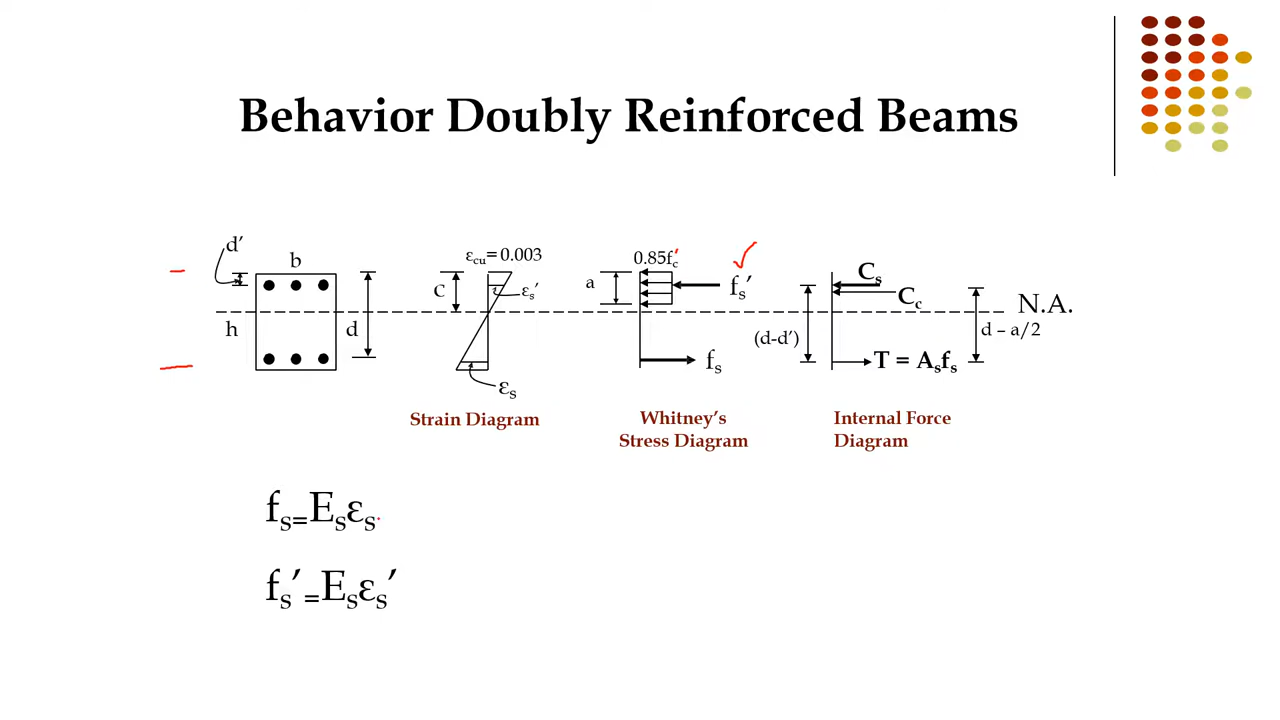 Behavior Doubly Reinforced Beams
d′
b
h
d
εcu= 0.003
c
εs′
εs
Strain Diagram
0.85fc′
a
fs′
fs
Whitney's
Stress Diagram
Cs
Cc
N.A.
(d-d′)
d – a/2
T = Asfs
Internal Force
Diagram
fs=Esεs
fs′=Esεs′